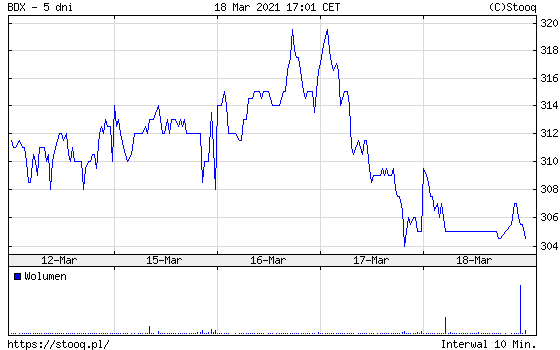 BDX - 5 dni 18 Mar 2021 17:01 CET (C)Stooq
320
318
316
314
312
310
308
306
304
12-Mar 15-Mar 16-Mar 17-Mar 18-Mar
Wolumen
https://stooq.pl/ Interwal 10 Min.